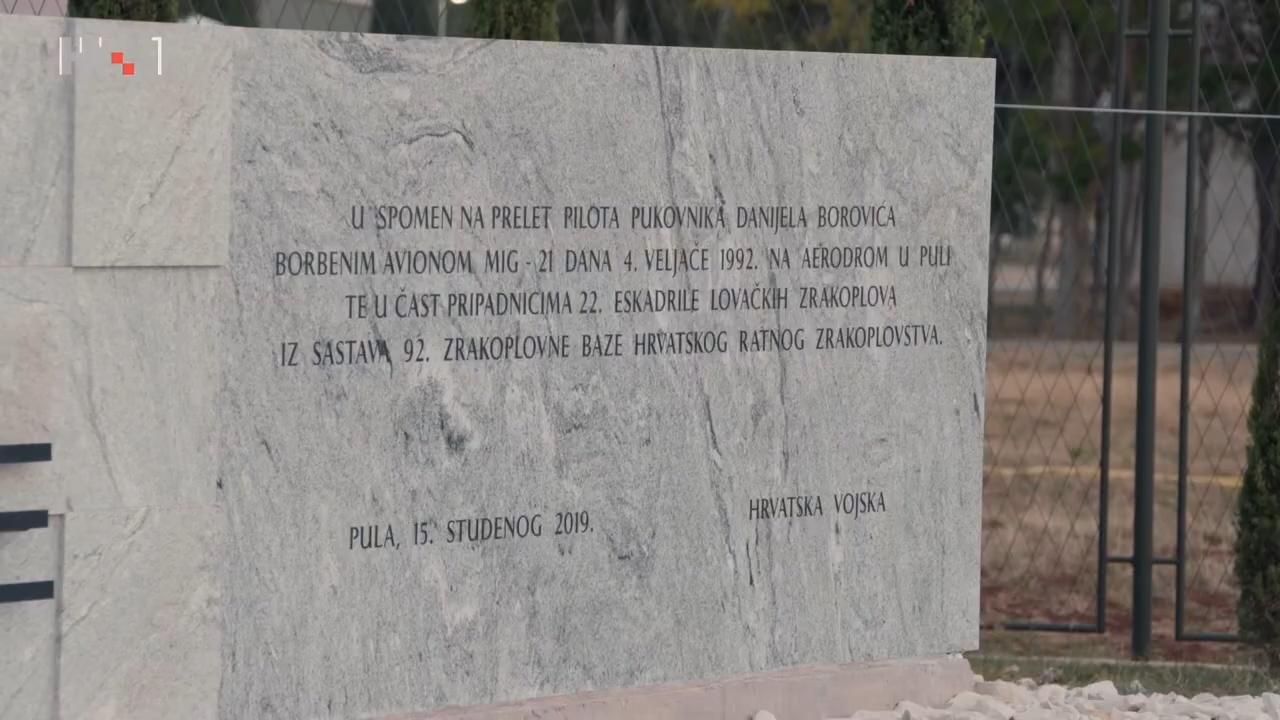 U SPOMEN NA PRELET PILOTA PUKOVNIKA DANIJELA BOROVIĆA
BORBENIM AVIONOM MIG - 21 DANA 4. VELJAČE 1992. NA AERODROM U PULI
TE U ČAST PRIPADNICIMA 22. ESKADRILE LOVAČKIH ZRAKOPLOVA
IZ SASTAVA 92. ZRAKOPLOVNE BAZE HRVATSKOG RATNOG ZRAKOPLOVSTVA.
PULA, 15. STUDENOG 2019.
HRVATSKA VOJSKA